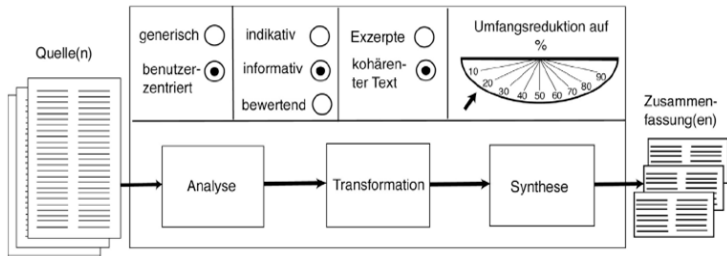 Quelle(n)
generisch
benutzer-
zentriert
indikativ
informativ
bewertend
Exzerpte
kohären-
ter Text
Umfangsreduktion auf
%
10
20
30
40
50
60
70
80
90
Analyse
Transformation
Synthese
Zusammen-
fassung(en)